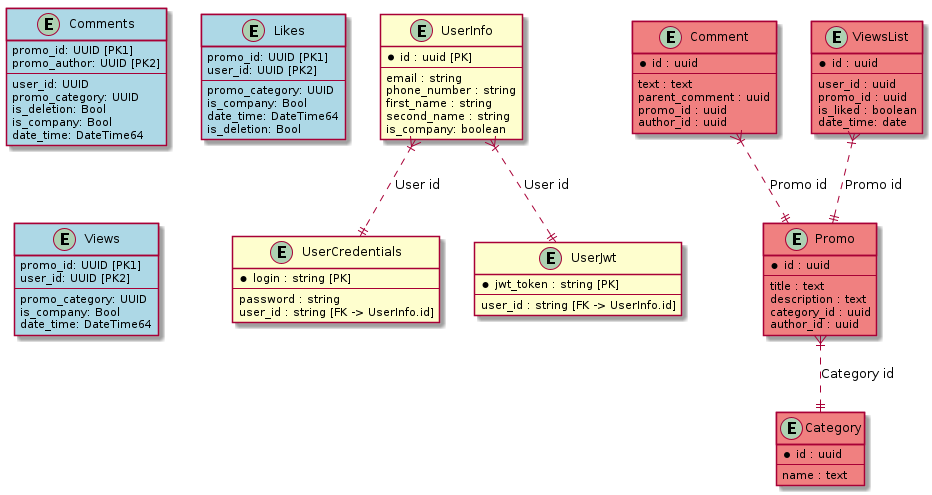 E Comments
promo_id: UUID [PK1]
promo_author: UUID [PK2]
user_id: UUID
promo_category: UUID
is_deletion: Bool
is_company: Bool
date_time: DateTime64
E Likes
promo_id: UUID [PK1]
user_id: UUID [PK2]
promo_category: UUID
is_company: Bool
date_time: DateTime64
is_deletion: Bool
E UserInfo
id : uuid [PK]
email : string
phone_number : string
first_name : string
second_name : string
is_company: boolean
E Comment
id : uuid
text : text
parent_comment : uuid
promo_id : uuid
author_id : uuid
E ViewsList
id : uuid
user_id : uuid
promo_id : uuid
is_liked : boolean
date_time: date
User id
User id
Promo id
Promo id
E Views
promo_id: UUID [PK1]
user_id: UUID [PK2]
promo_category: UUID
is_company: Bool
date_time: DateTime64
E UserCredentials
login : string [PK]
password : string
user_id : string [FK -> UserInfo.id]
E UserJwt
jwt_token : string [PK]
user_id : string [FK -> UserInfo.id]
E Promo
id : uuid
title : text
description : text
category_id : uuid
author_id : uuid
Category id
E Category
id : uuid
name : text